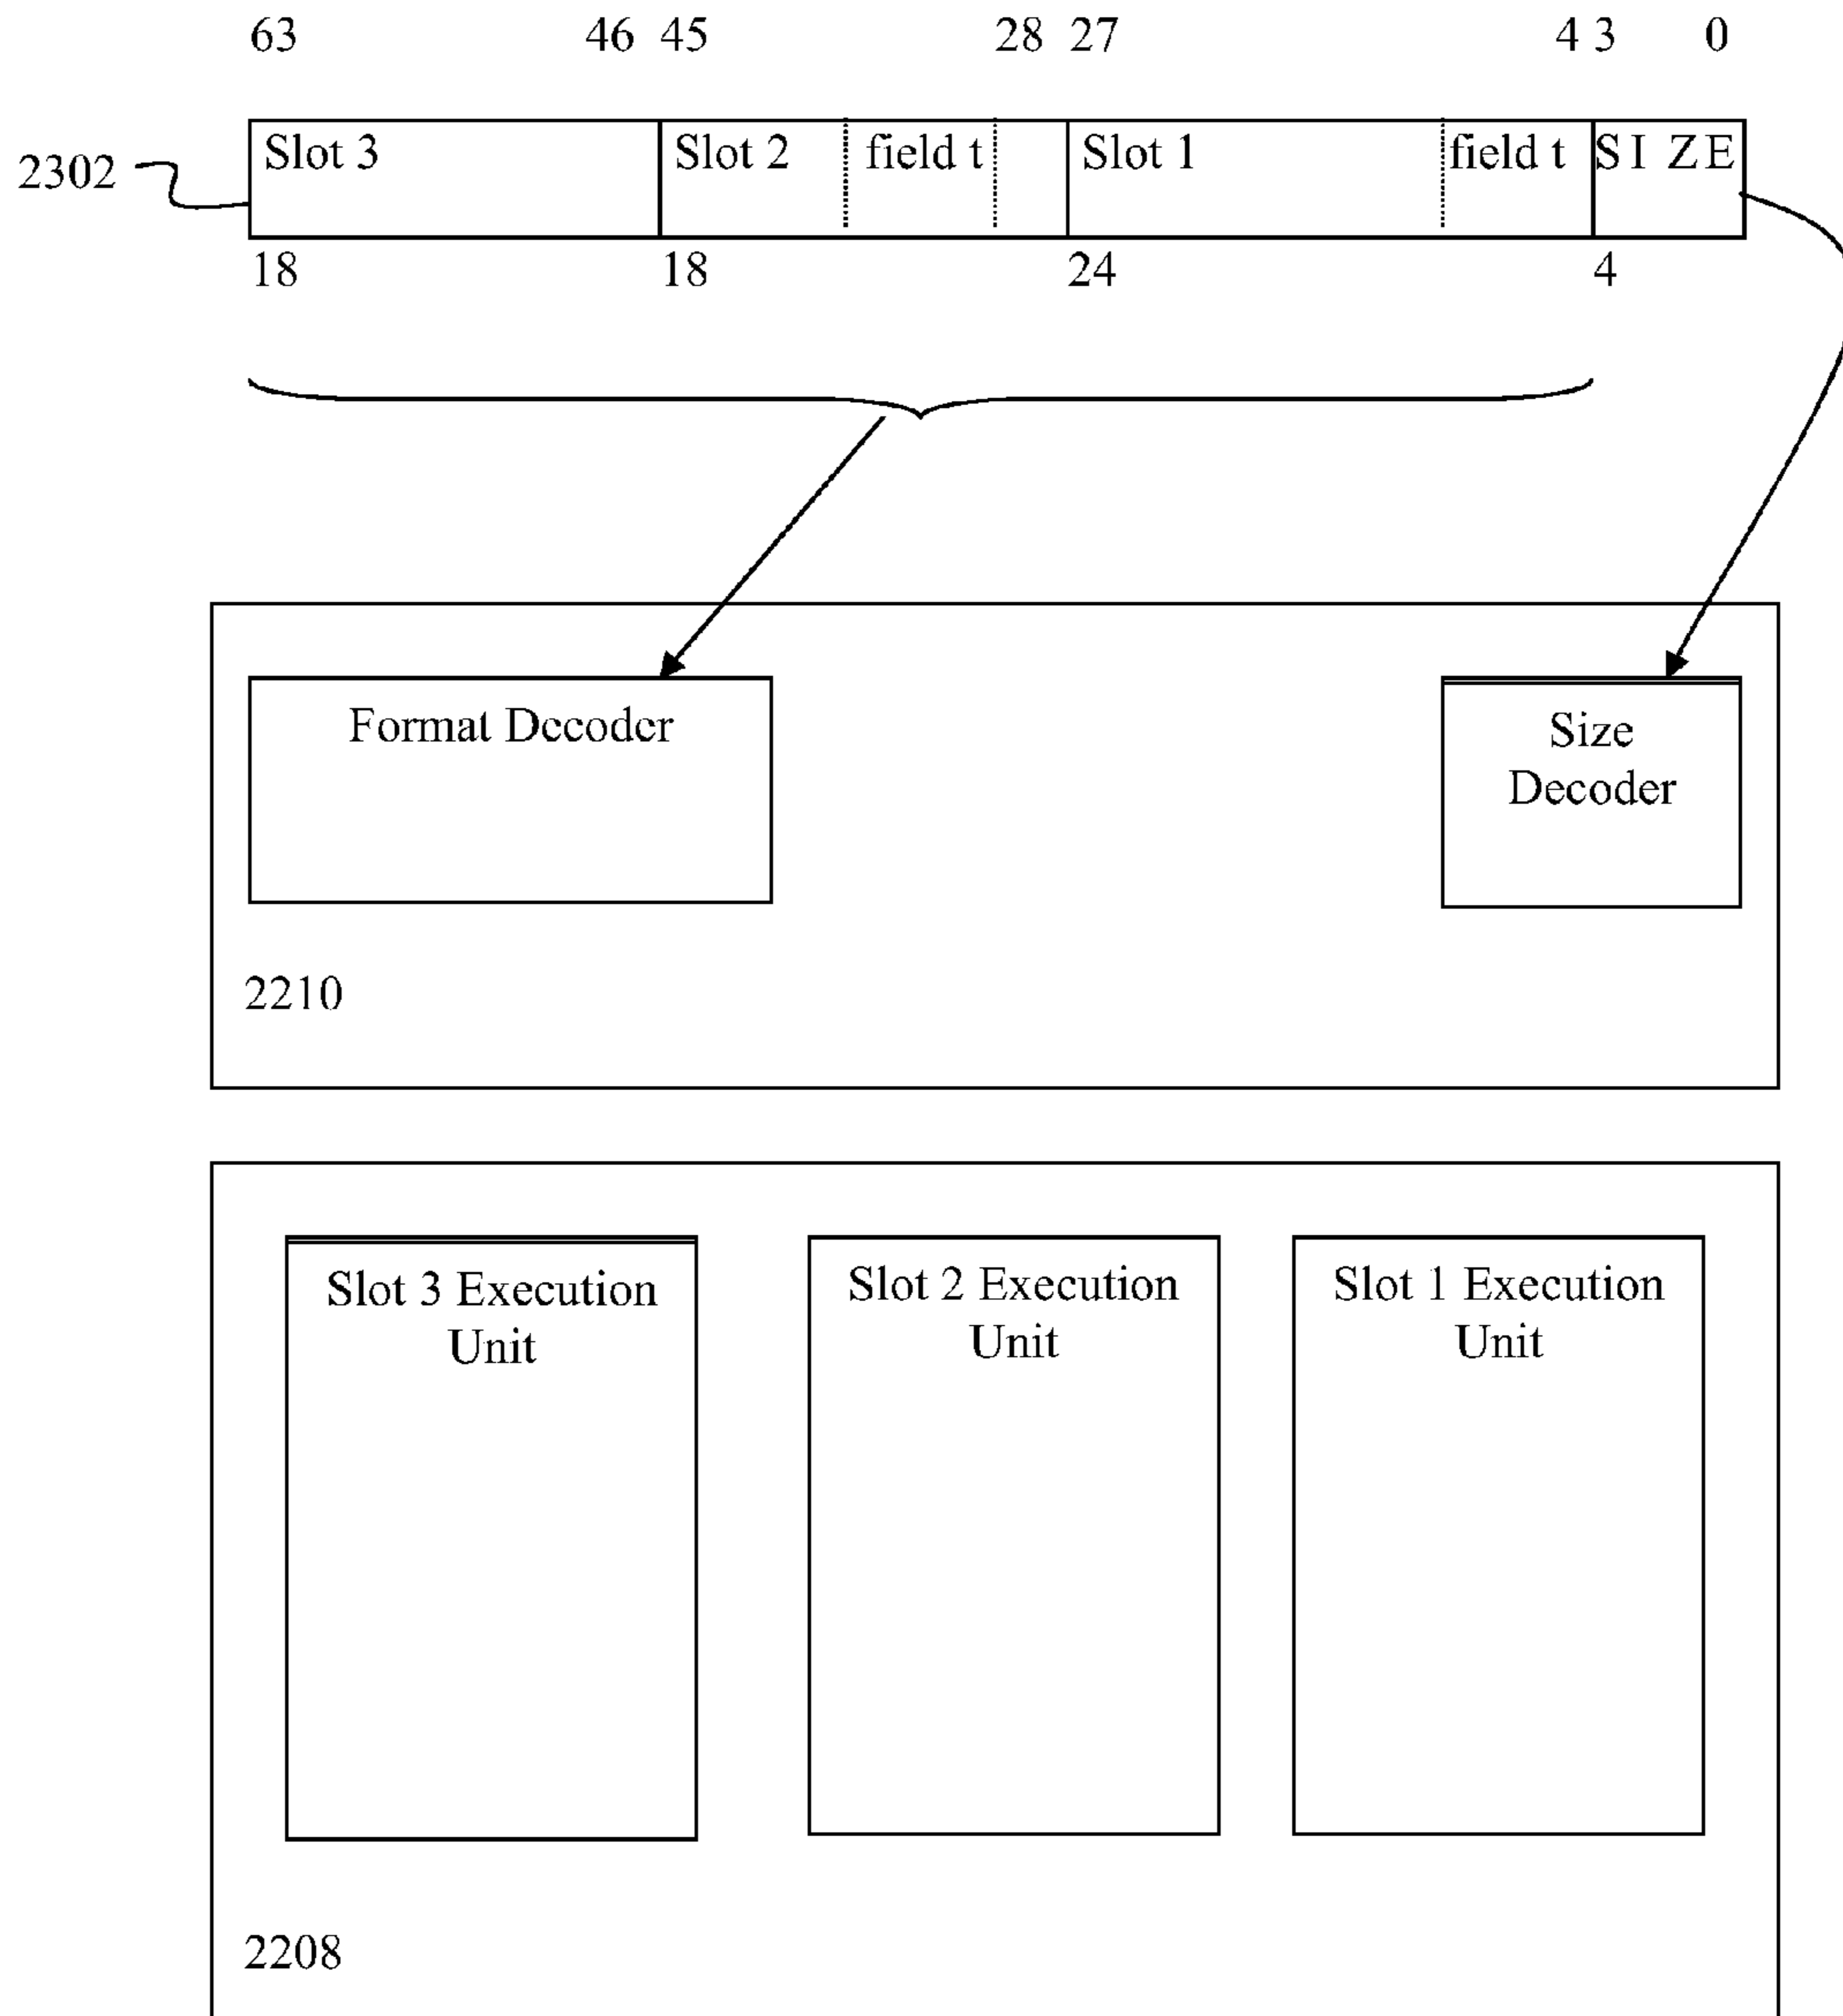 63 46 45 28 27 4 3 0
2302 Slot 3 Slot 2 field t Slot 1 field t SI ZE
18 18 24 4
Format Decoder
Size
Decoder
2210
Slot 3 Execution
Unit
Slot 2 Execution
Unit
Slot 1 Execution
Unit
2208